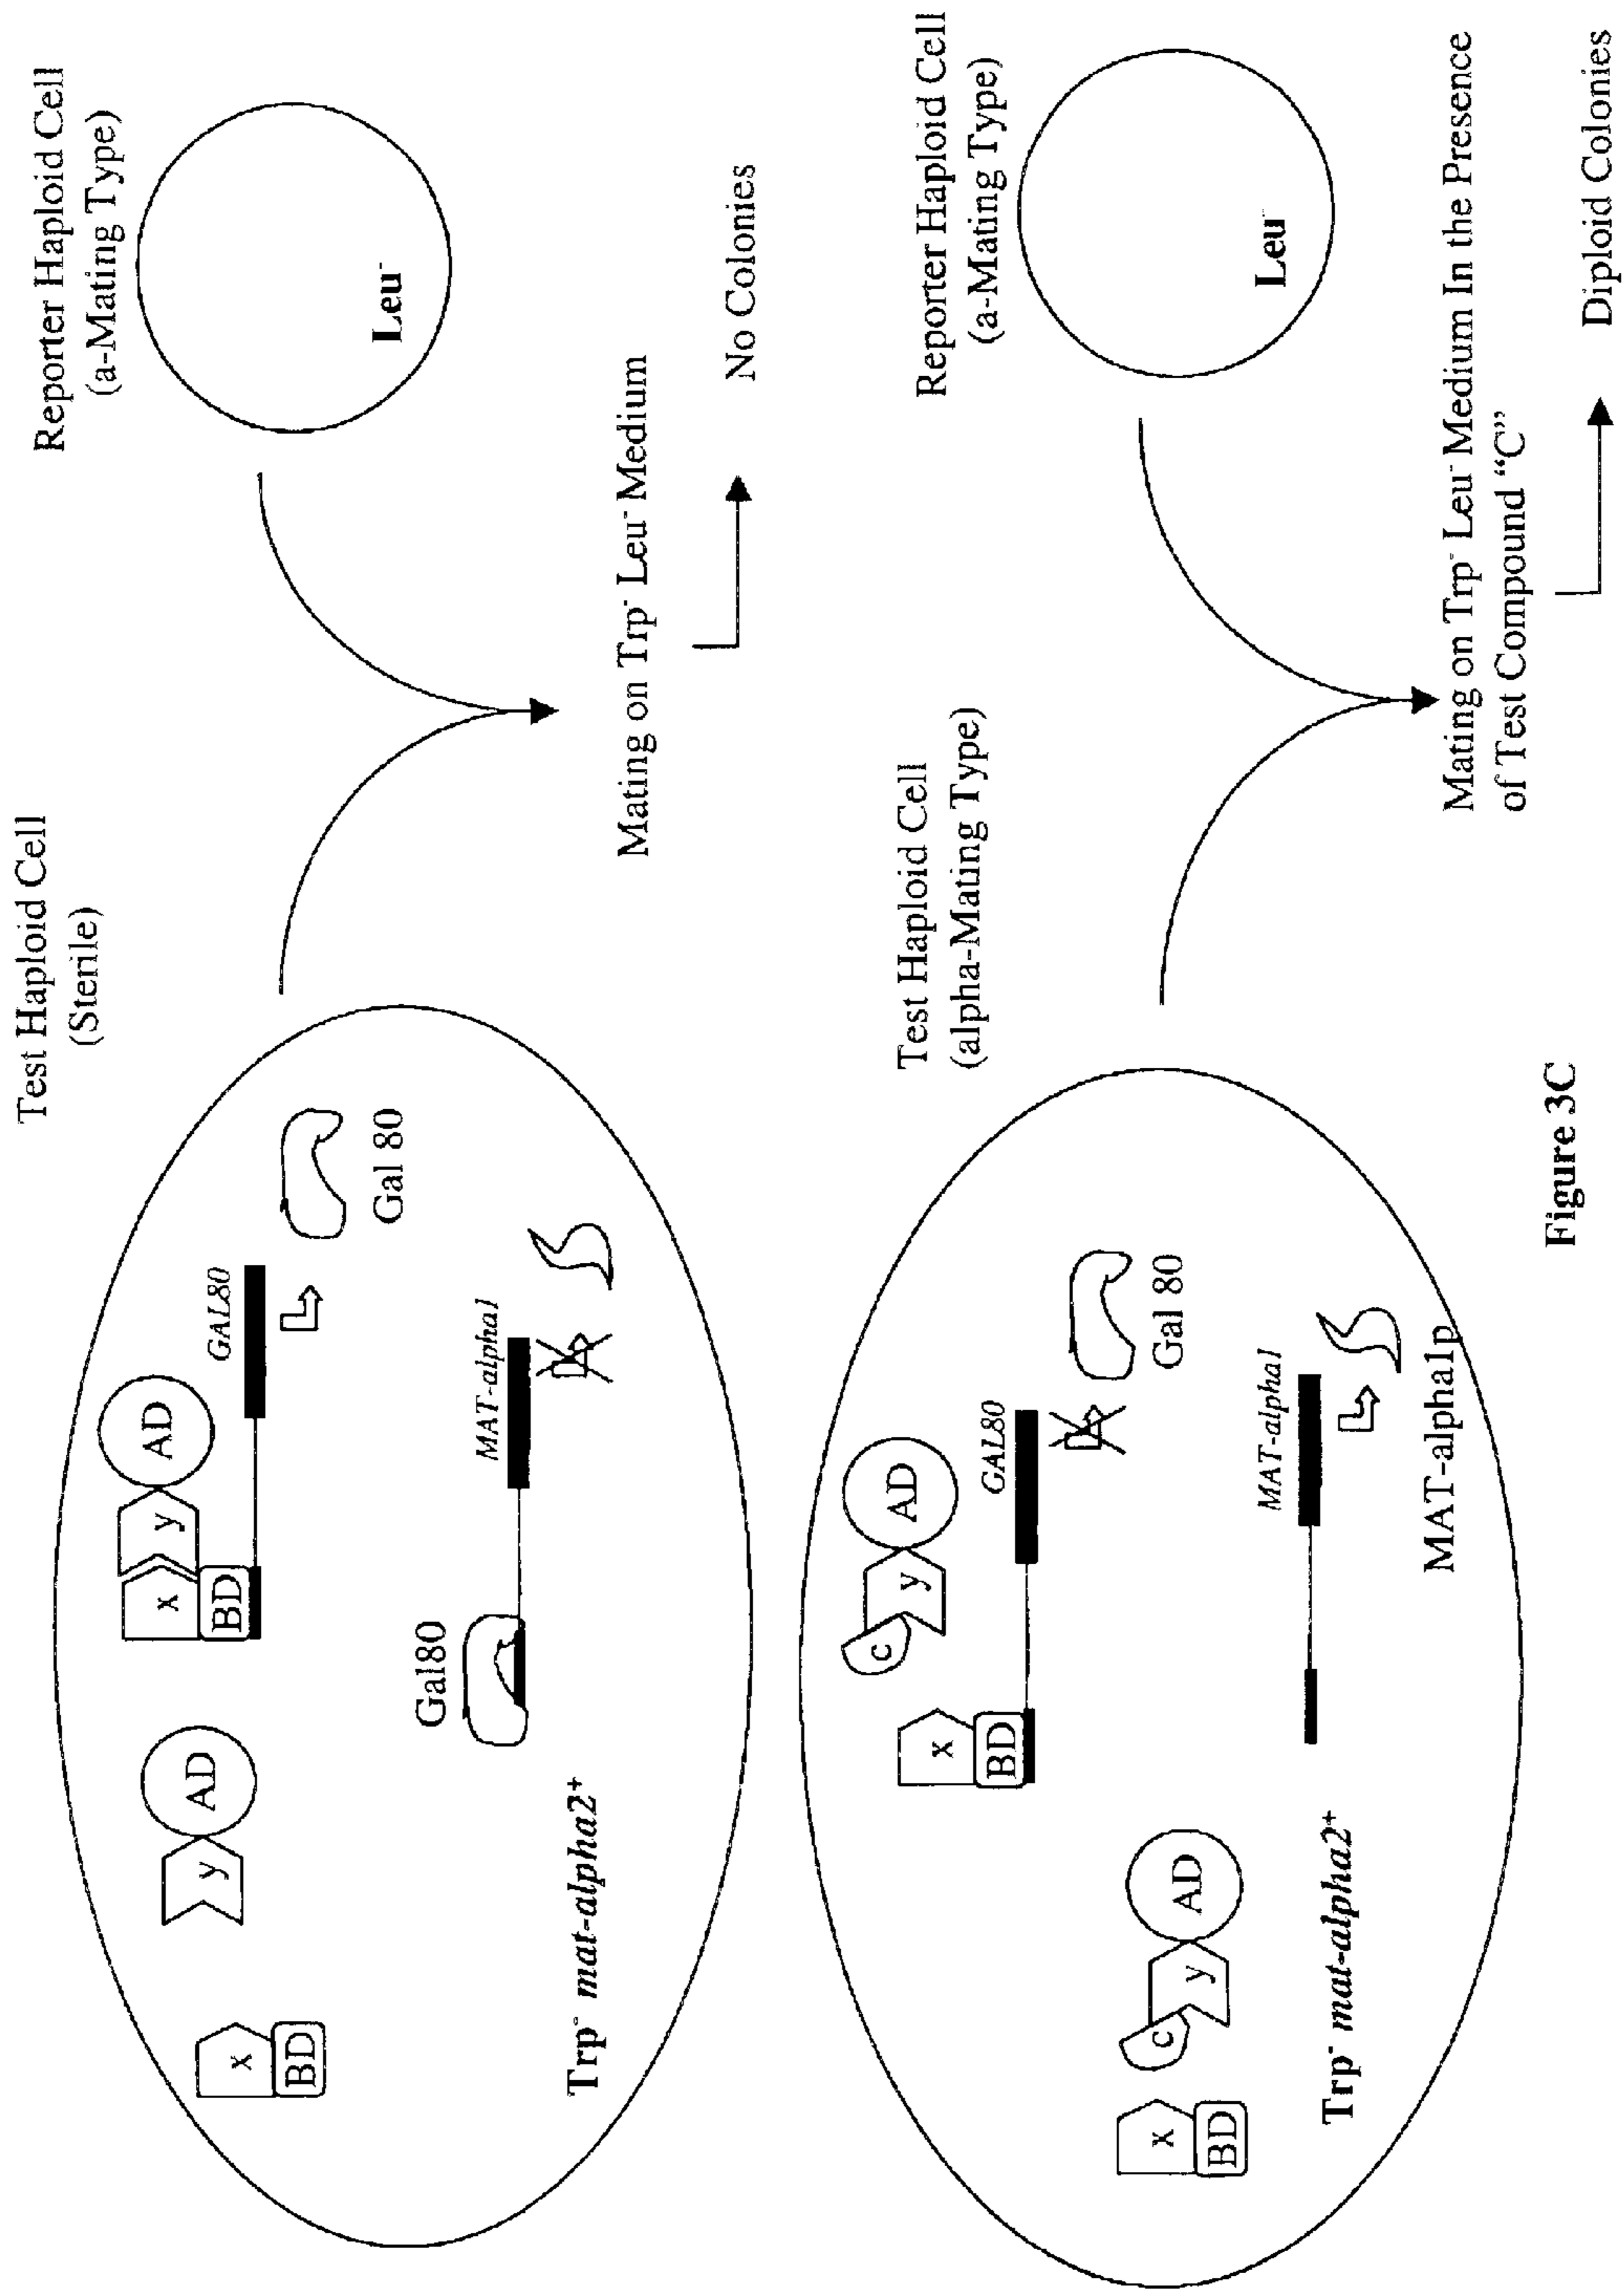 Test Haploid Cell
(Sterile)
Reporter Haploid Cell
(a-Mating Type)
x
BD
y
AD
x
BD
y
AD
GAL80
Gal 80
Gal80
MAT-alpha1
Trp⁻ mat-alpha2⁺
Leu⁻
Mating on Trp⁻ Leu⁻ Medium
No Colonies
Test Haploid Cell
(alpha-Mating Type)
Reporter Haploid Cell
(a-Mating Type)
x
BD
c
y
AD
x
BD
c
y
AD
GAL80
Gal 80
MAT-alpha1
MAT-alpha1p
Trp⁻ mat-alpha2⁺
Leu⁻
Mating on Trp⁻ Leu⁻ Medium In the Presence
of Test Compound “C”
Diploid Colonies
Figure 3C